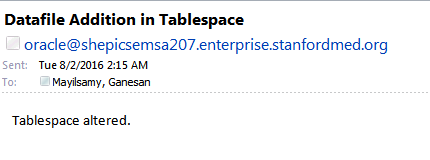 Datafile Addition in Tablespace
oracle@shepicsemsa207.enterprise.stanfordmed.org
Sent: Tue 8/2/2016 2:15 AM
To: Mayilsamy, Ganesan
Tablespace altered.